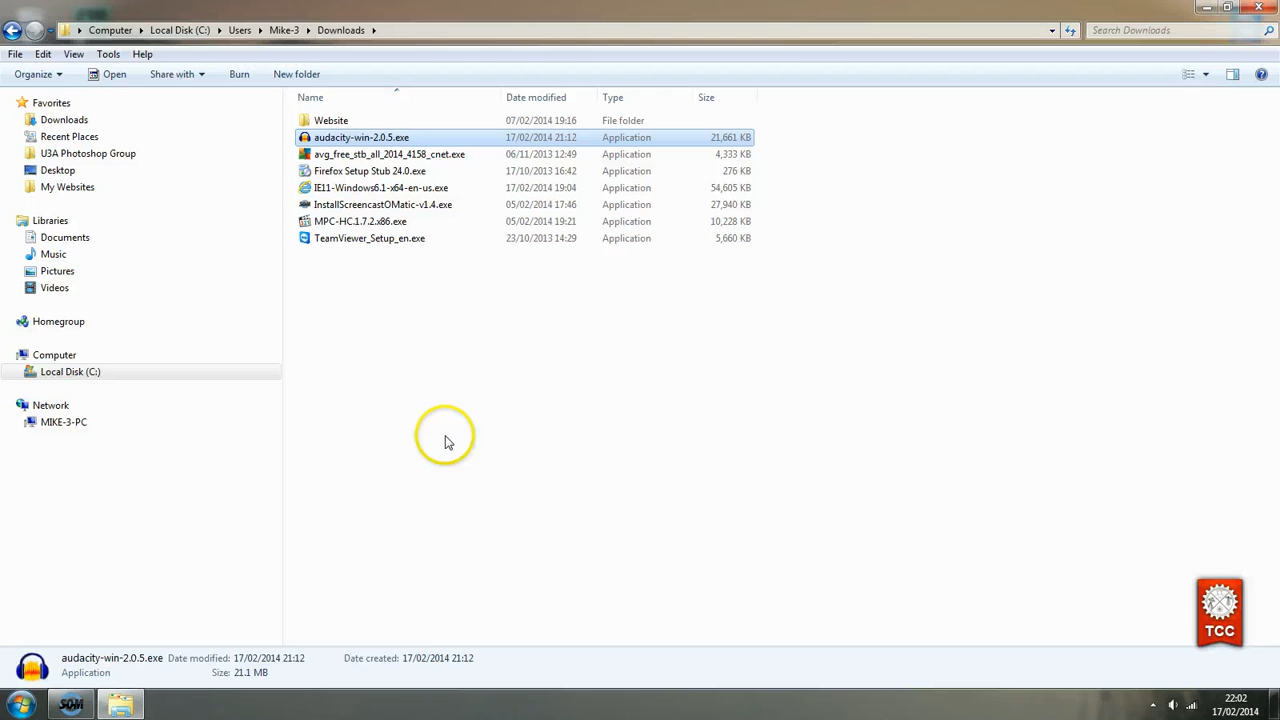 Computer Local Disk (C:) Users Mike-3 Downloads Search Downloads
File Edit View Tools Help
Organize Open Share with Burn New folder
Favorites
Downloads
Recent Places
U3A Photoshop Group
Desktop
My Websites
Libraries
Documents
Music
Pictures
Videos
Homegroup
Computer
Local Disk (C:)
Network
MIKE-3-PC
Name Date modified Type Size
Website 07/02/2014 19:16 File folder
audacity-win-2.0.5.exe 17/02/2014 21:12 Application 21,661 KB
avg_free_stb_all_2014_4158_cnet.exe 06/11/2013 12:49 Application 4,333 KB
Firefox Setup Stub 24.0.exe 17/10/2013 16:42 Application 276 KB
IE11-Windows6.1-x64-en-us.exe 17/02/2014 19:04 Application 54,605 KB
InstallScreencastOMatic-v1.4.exe 05/02/2014 17:46 Application 27,940 KB
MPC-HC.1.7.2.x86.exe 05/02/2014 19:21 Application 10,228 KB
TeamViewer_Setup_en.exe 23/10/2013 14:29 Application 5,660 KB
TCC
audacity-win-2.0.5.exe Date modified: 17/02/2014 21:12 Date created: 17/02/2014 21:12
Application Size: 21.1 MB
SOM
22:02
17/02/2014